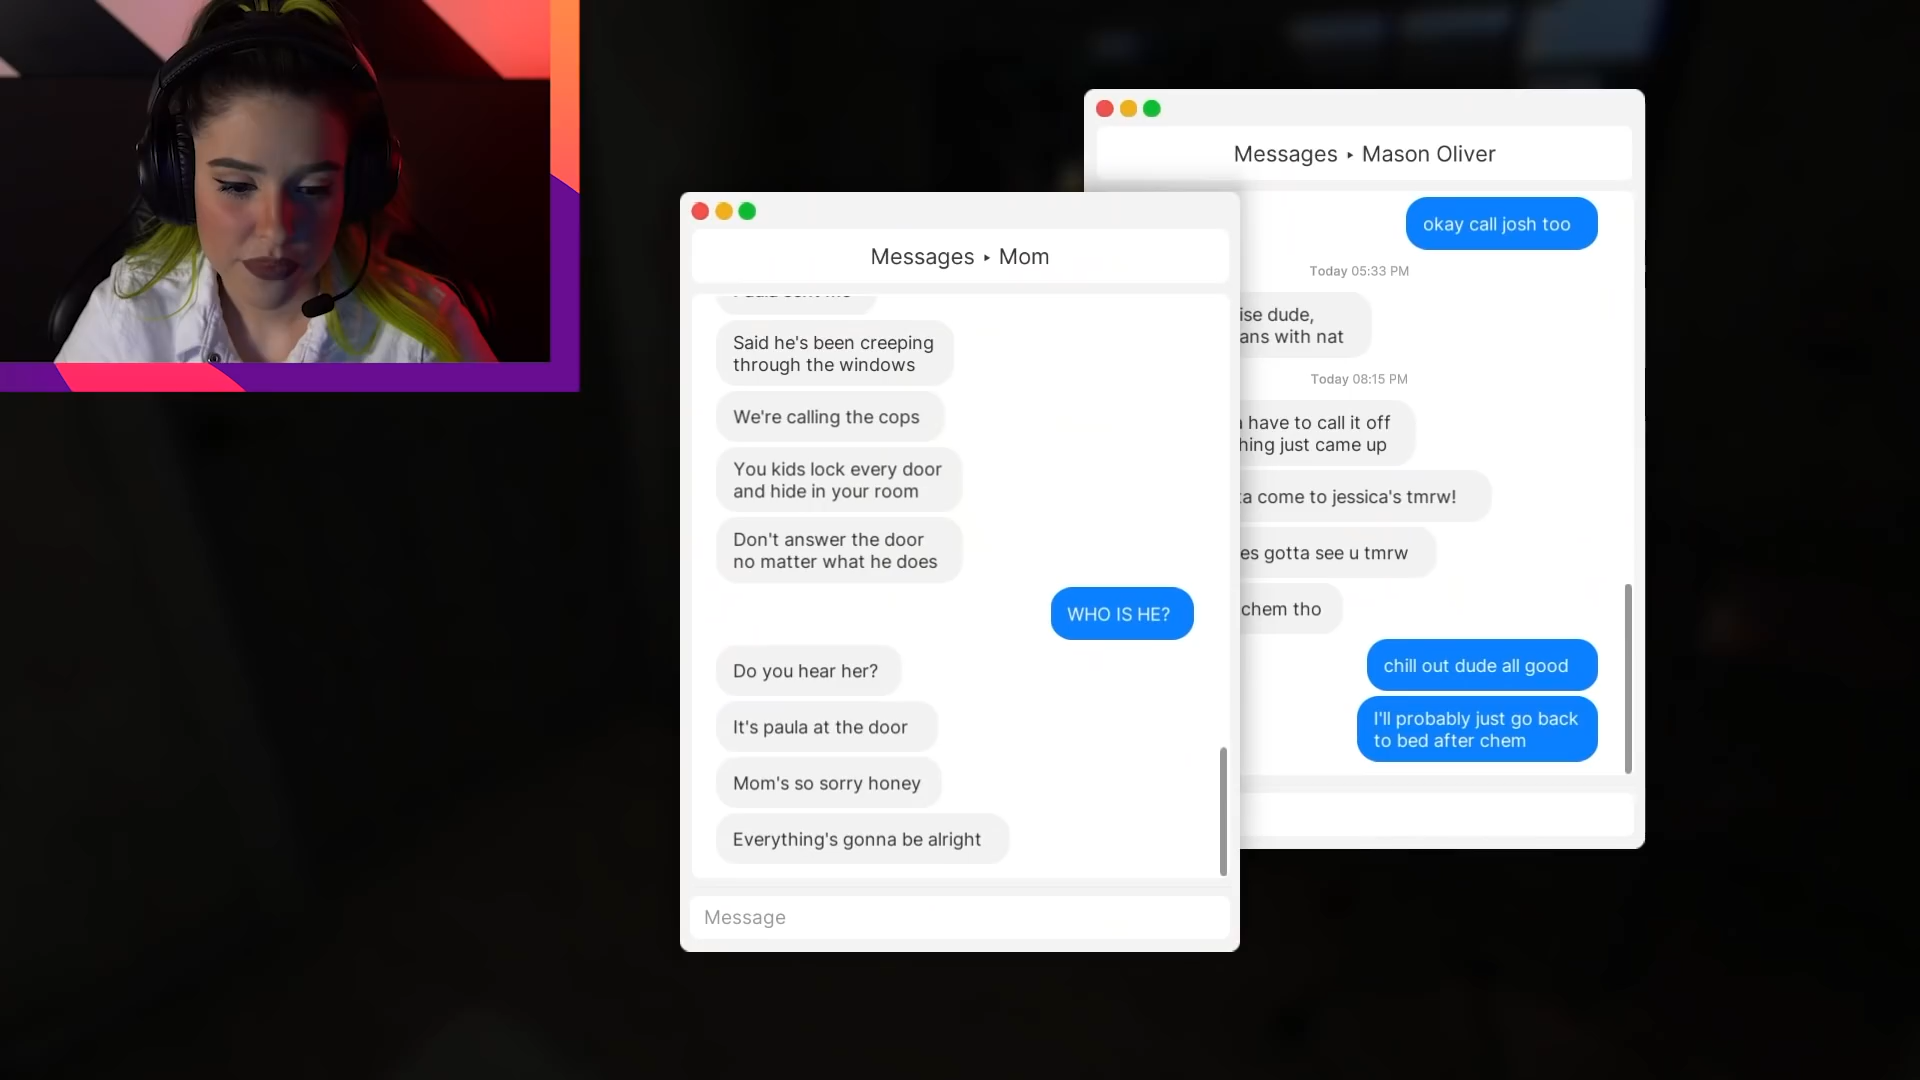 Messages ‣ Mom
Said he's been creeping
through the windows
We're calling the cops
You kids lock every door
and hide in your room
Don't answer the door
no matter what he does
WHO IS HE?
Do you hear her?
It's paula at the door
Mom's so sorry honey
Everything's gonna be alright
Message
Messages ‣ Mason Oliver
okay call josh too
Today 05:33 PM
dude,
with nat
Today 08:15 PM
have to call it off
just came up
come to jessica's tmrw!
gotta see u tmrw
chem tho
chill out dude all good
I'll probably just go back
to bed after chem